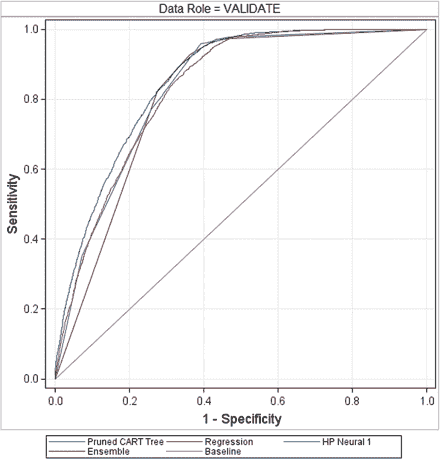 Data Role = VALIDATE
1.0
0.8
0.6
0.4
0.2
0.0
Sensitivity
0.0 0.2 0.4 0.6 0.8 1.0
1 - Specificity
Pruned CART Tree Regression HP Neural 1
Ensemble Baseline